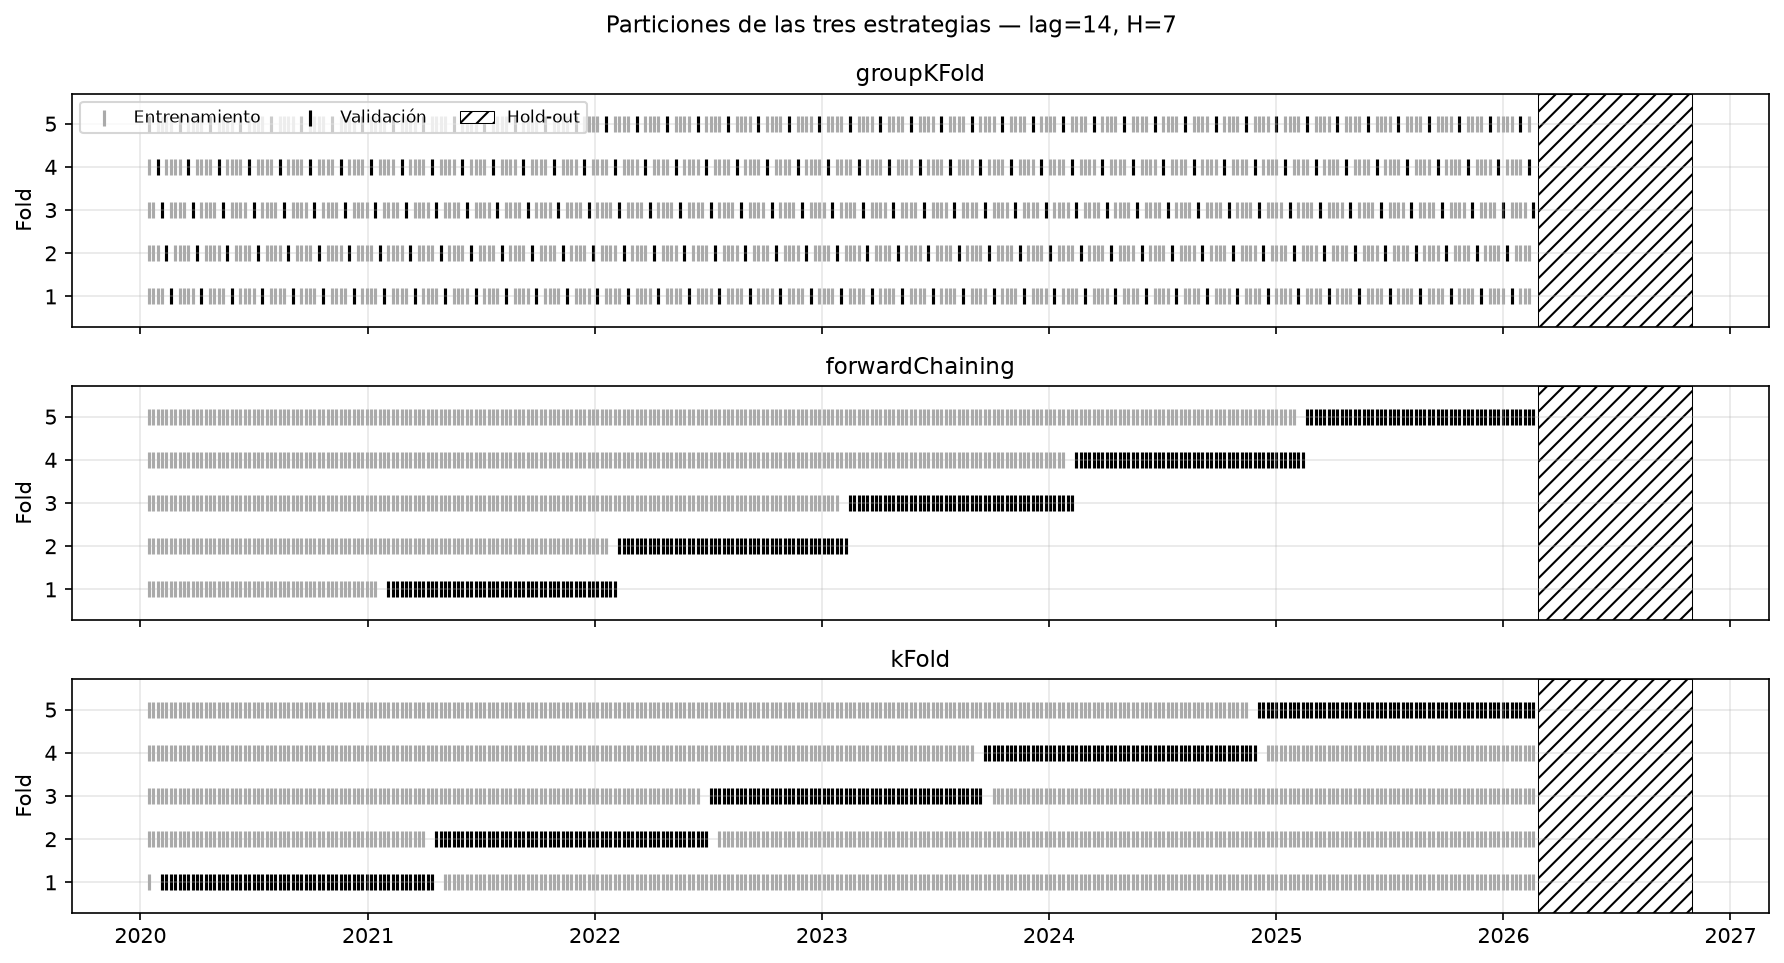 Particiones de las tres estrategias — lag=14, H=7
groupKFold
Entrenamiento Validación Hold-out
Fold
5
4
3
2
1
forwardChaining
Fold
5
4
3
2
1
kFold
Fold
5
4
3
2
1
2020 2021 2022 2023 2024 2025 2026 2027